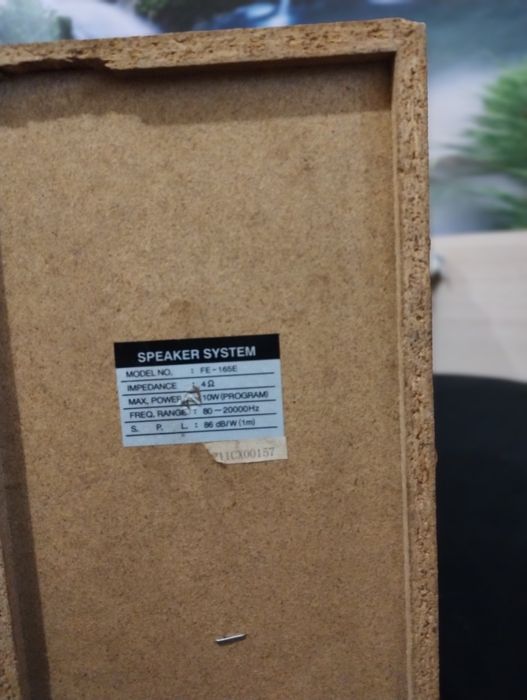 SPEAKER SYSTEM
MODEL NO. : FE-165E
IMPEDANCE : 4Ω
MAX, POWER 10W (PROGRAM)
FREQ. RANGE : 80-20000Hz
S. P. L. : 86 dB/W (1m)
711CX00157